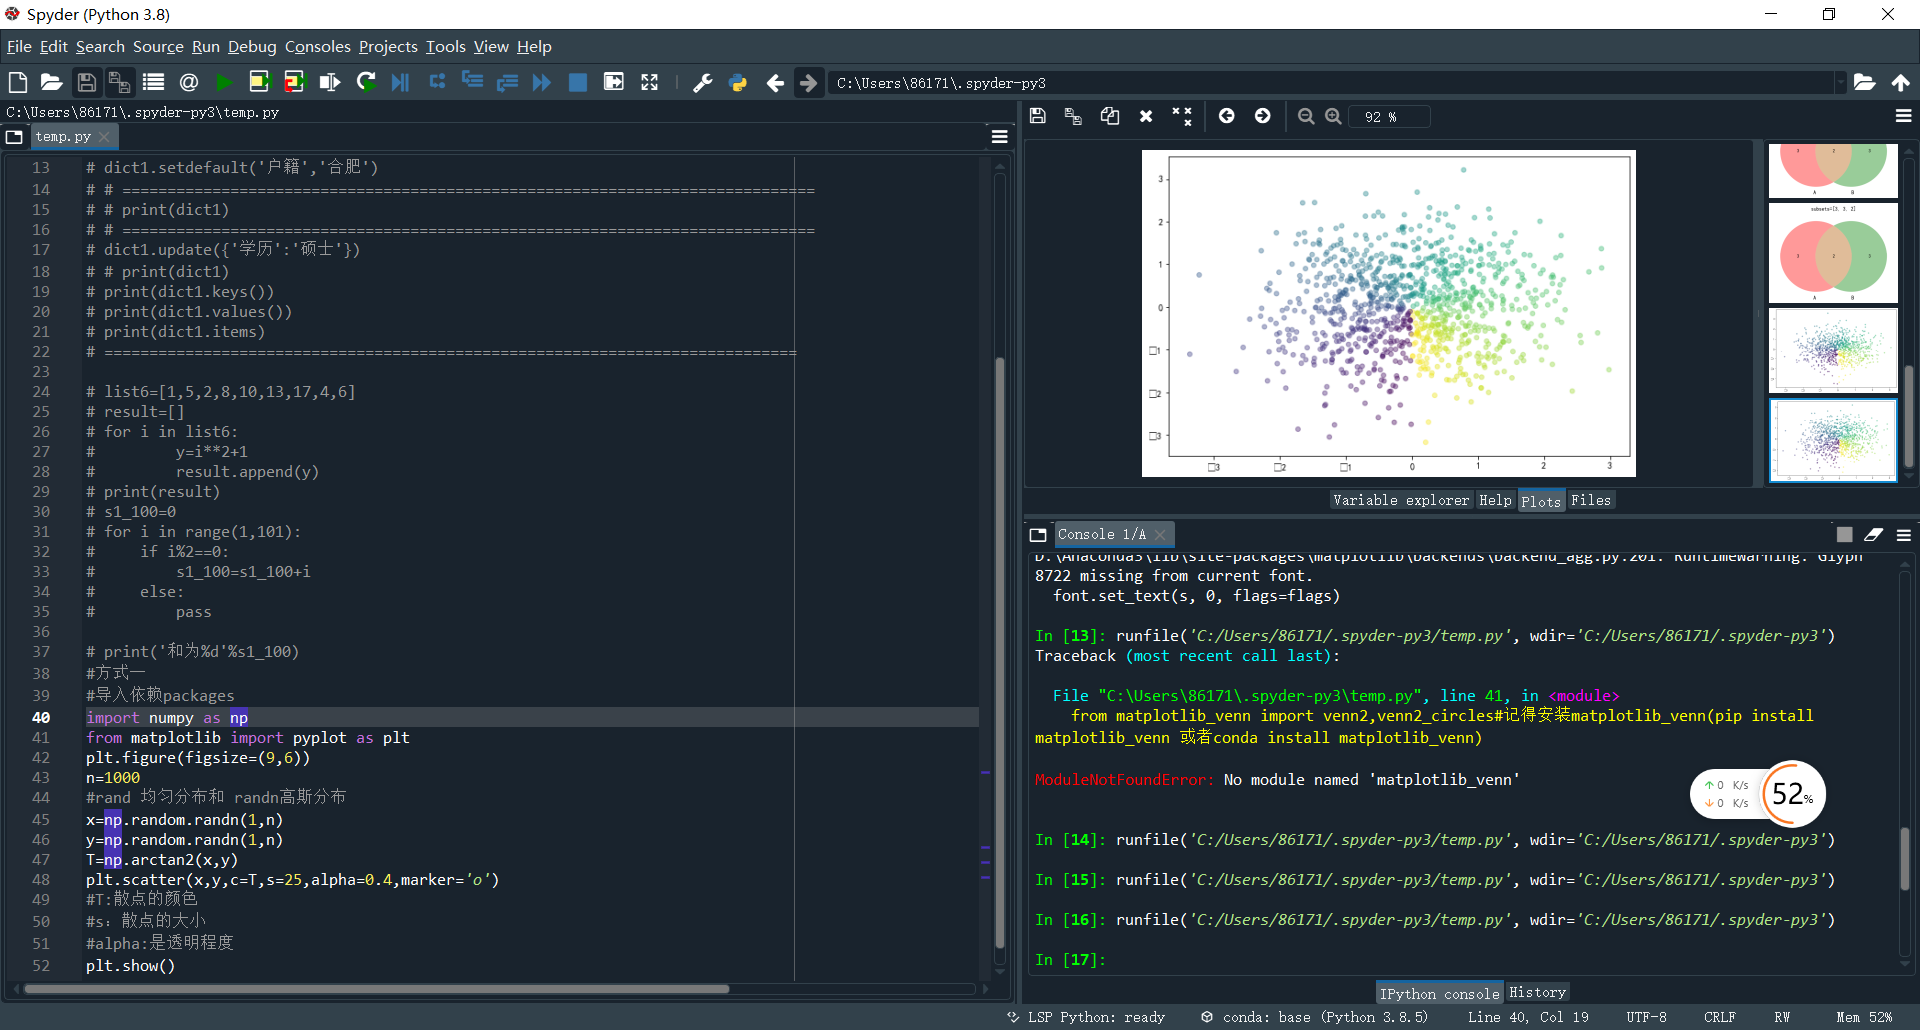 Spyder (Python 3.8)
File Edit Search Source Run Debug Consoles Projects Tools View Help
C:\Users\86171\.spyder-py3
C:\Users\86171\.spyder-py3\temp.py
temp.py
13 # dict1.setdefault('户籍','合肥')
14 # # =============================================================================
15 # # print(dict1)
16 # # =============================================================================
17 # dict1.update({'学历':'硕士'})
18 # # print(dict1)
19 # print(dict1.keys())
20 # print(dict1.values())
21 # print(dict1.items)
22 # =============================================================================
23
24 # list6=[1,5,2,8,10,13,17,4,6]
25 # result=[]
26 # for i in list6:
27 #         y=i**2+1
28 #         result.append(y)
29 # print(result)
30 # s1_100=0
31 # for i in range(1,101):
32 #     if i%2==0:
33 #         s1_100=s1_100+i
34 #     else:
35 #         pass
36
37 # print('和为%d'%s1_100)
38 #方式一
39 #导入依赖packages
40 import numpy as np
41 from matplotlib import pyplot as plt
42 plt.figure(figsize=(9,6))
43 n=1000
44 #rand 均匀分布和 randn高斯分布
45 x=np.random.randn(1,n)
46 y=np.random.randn(1,n)
47 T=np.arctan2(x,y)
48 plt.scatter(x,y,c=T,s=25,alpha=0.4,marker='o')
49 #T:散点的颜色
50 #s: 散点的大小
51 #alpha:是透明程度
52 plt.show()
92 %
3
2
1
0
□1
□2
□3
□3 □2 □1 0 1 2 3
3 2 3
A B
subsets=[3, 3, 2]
3 2 3
A B
Variable explorer Help Plots Files
Console 1/A
D:\Anaconda3\lib\site-packages\matplotlib\backends\backend_agg.py:201: RuntimeWarning: Glyph
8722 missing from current font.
font.set_text(s, 0, flags=flags)
In [13]: runfile('C:/Users/86171/.spyder-py3/temp.py', wdir='C:/Users/86171/.spyder-py3')
Traceback (most recent call last):
File "C:\Users\86171\.spyder-py3\temp.py", line 41, in <module>
from matplotlib_venn import venn2,venn2_circles#记得安装matplotlib_venn(pip install
matplotlib_venn 或者conda install matplotlib_venn)
ModuleNotFoundError: No module named 'matplotlib_venn'
↑ 0 K/s
↓ 0 K/s
52%
In [14]: runfile('C:/Users/86171/.spyder-py3/temp.py', wdir='C:/Users/86171/.spyder-py3')
In [15]: runfile('C:/Users/86171/.spyder-py3/temp.py', wdir='C:/Users/86171/.spyder-py3')
In [16]: runfile('C:/Users/86171/.spyder-py3/temp.py', wdir='C:/Users/86171/.spyder-py3')
In [17]:
IPython console History
LSP Python: ready conda: base (Python 3.8.5) Line 40, Col 19 UTF-8 CRLF RW Mem 52%